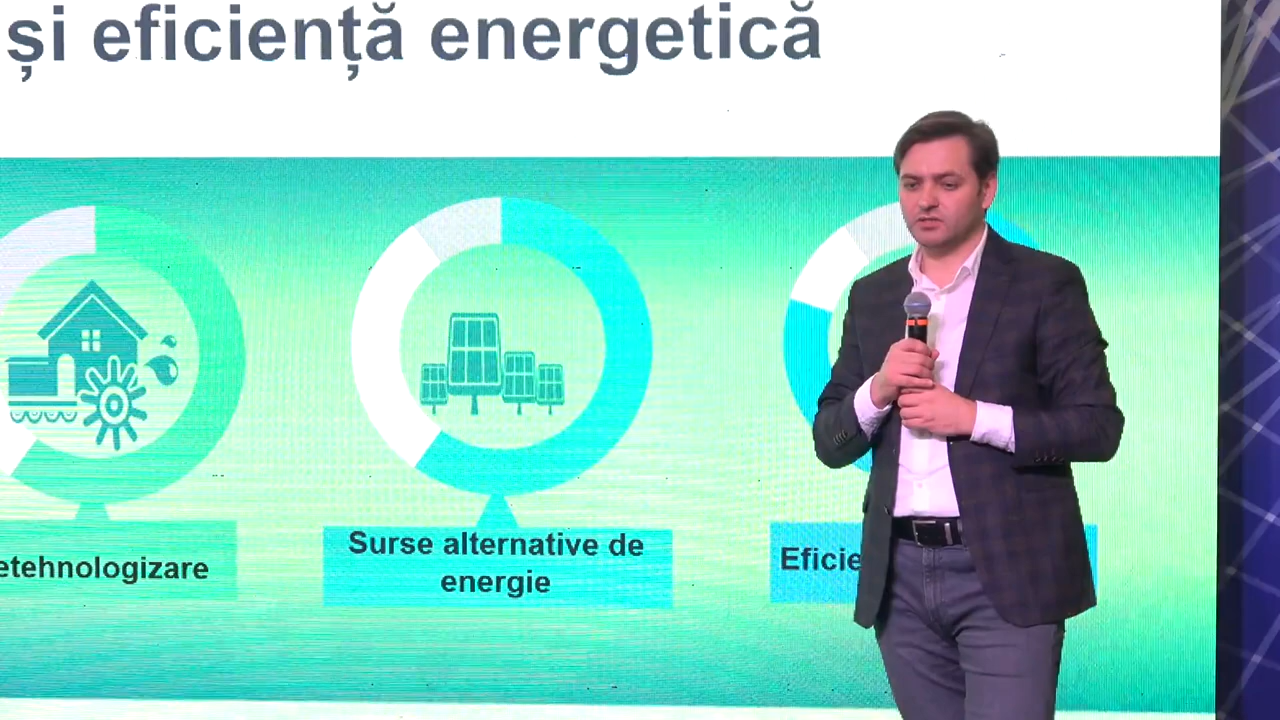 și eficiență energetică
etehnologizare
Surse alternative de
energie
Eficie